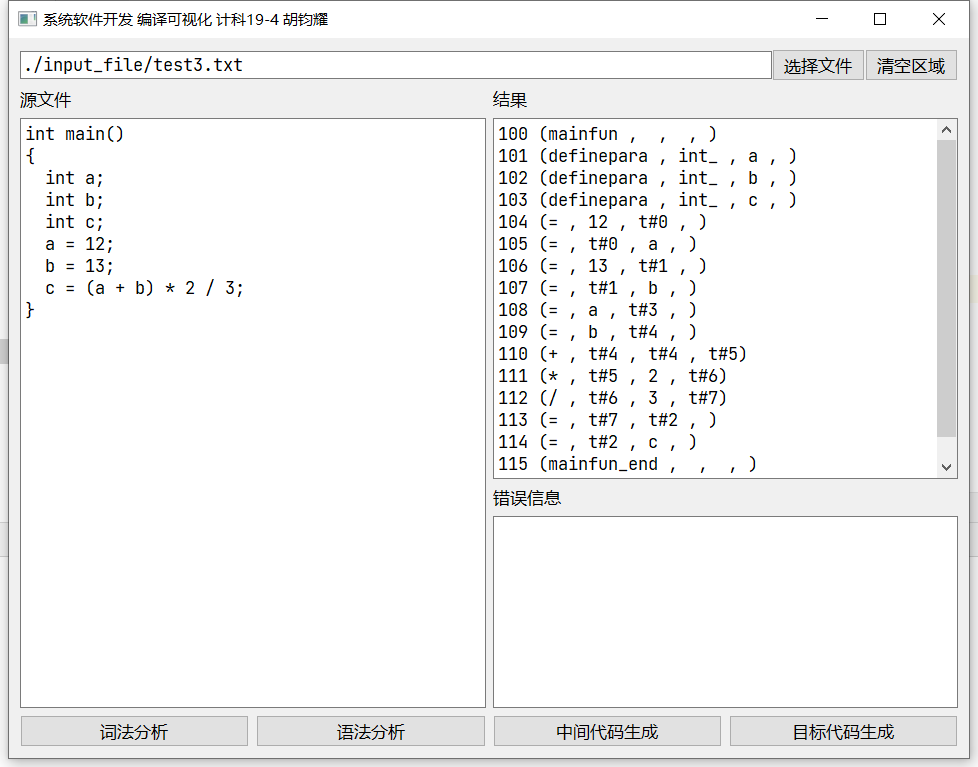 系统软件开发 编译可视化 计科19-4 胡钧耀
./input_file/test3.txt
选择文件
清空区域
源文件
int main()
{
  int a;
  int b;
  int c;
  a = 12;
  b = 13;
  c = (a + b) * 2 / 3;
}
结果
100 (mainfun ,  ,  , )
101 (definepara , int_ , a , )
102 (definepara , int_ , b , )
103 (definepara , int_ , c , )
104 (= , 12 , t#0 , )
105 (= , t#0 , a , )
106 (= , 13 , t#1 , )
107 (= , t#1 , b , )
108 (= , a , t#3 , )
109 (= , b , t#4 , )
110 (+ , t#4 , t#4 , t#5)
111 (* , t#5 , 2 , t#6)
112 (/ , t#6 , 3 , t#7)
113 (= , t#7 , t#2 , )
114 (= , t#2 , c , )
115 (mainfun_end ,  ,  , )
错误信息
词法分析
语法分析
中间代码生成
目标代码生成